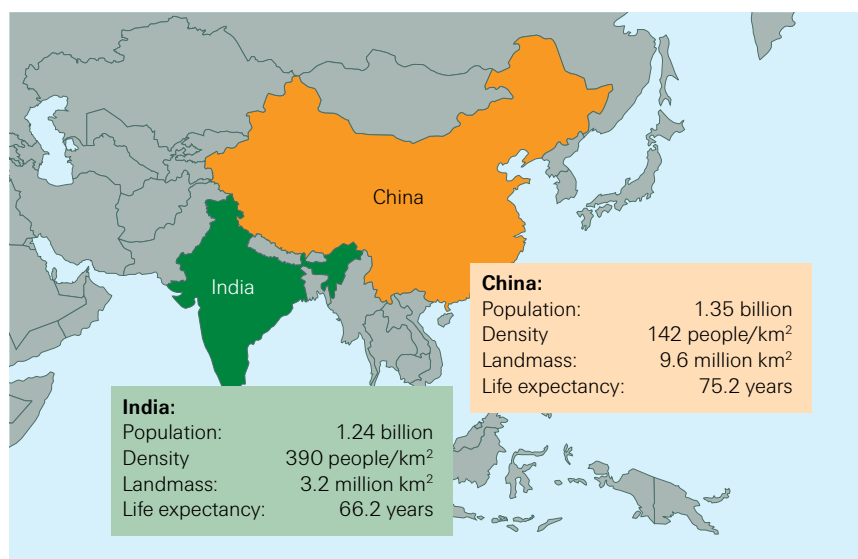 China
India
China:
Population: 1.35 billion
Density 142 people/km²
Landmass: 9.6 million km²
Life expectancy: 75.2 years
India:
Population: 1.24 billion
Density 390 people/km²
Landmass: 3.2 million km²
Life expectancy: 66.2 years